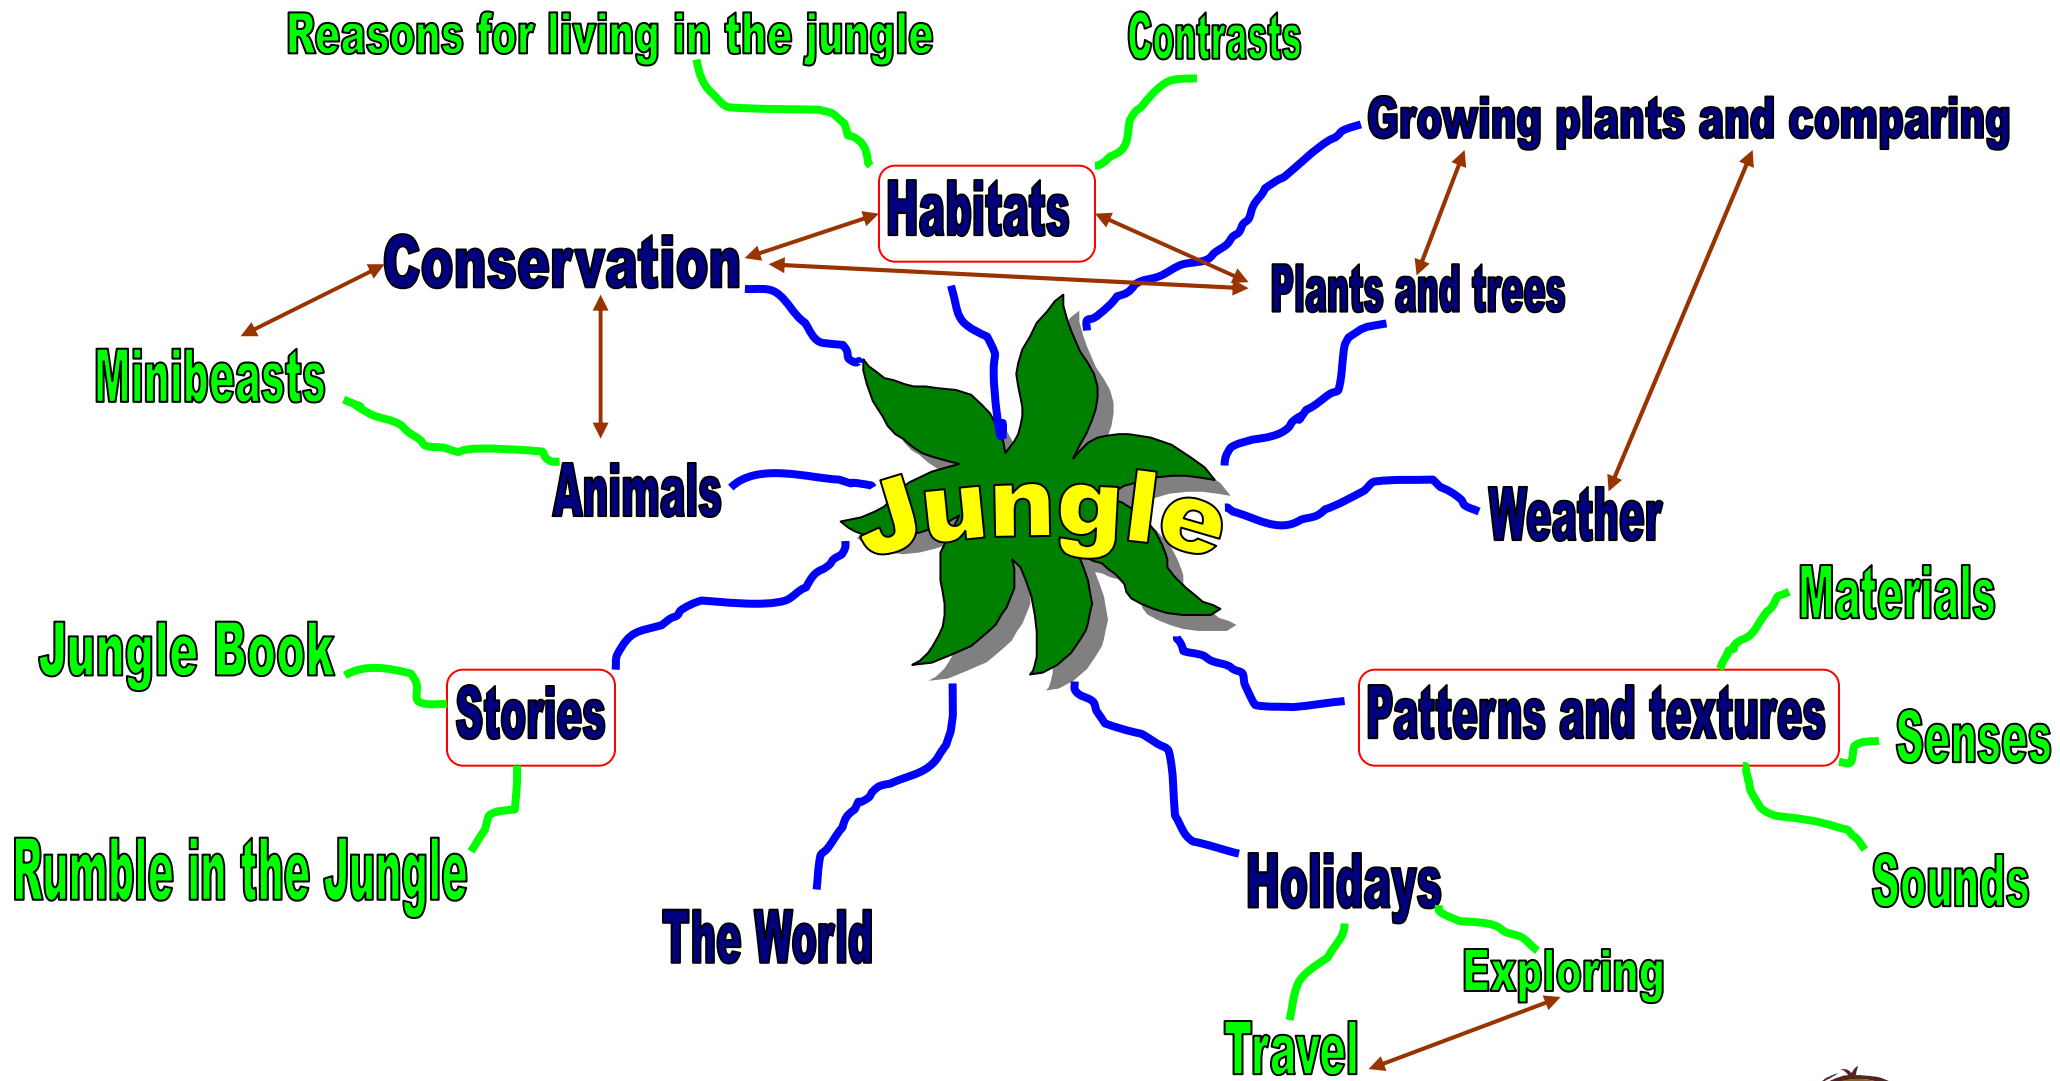 Reasons for living in the jungle
Contrasts
Growing plants and comparing
Habitats
Conservation
Plants and trees
Minibeasts
Animals
Jungle
Weather
Materials
Jungle Book
Stories
Patterns and textures
Senses
Rumble in the Jungle
Holidays
Sounds
The World
Exploring
Travel